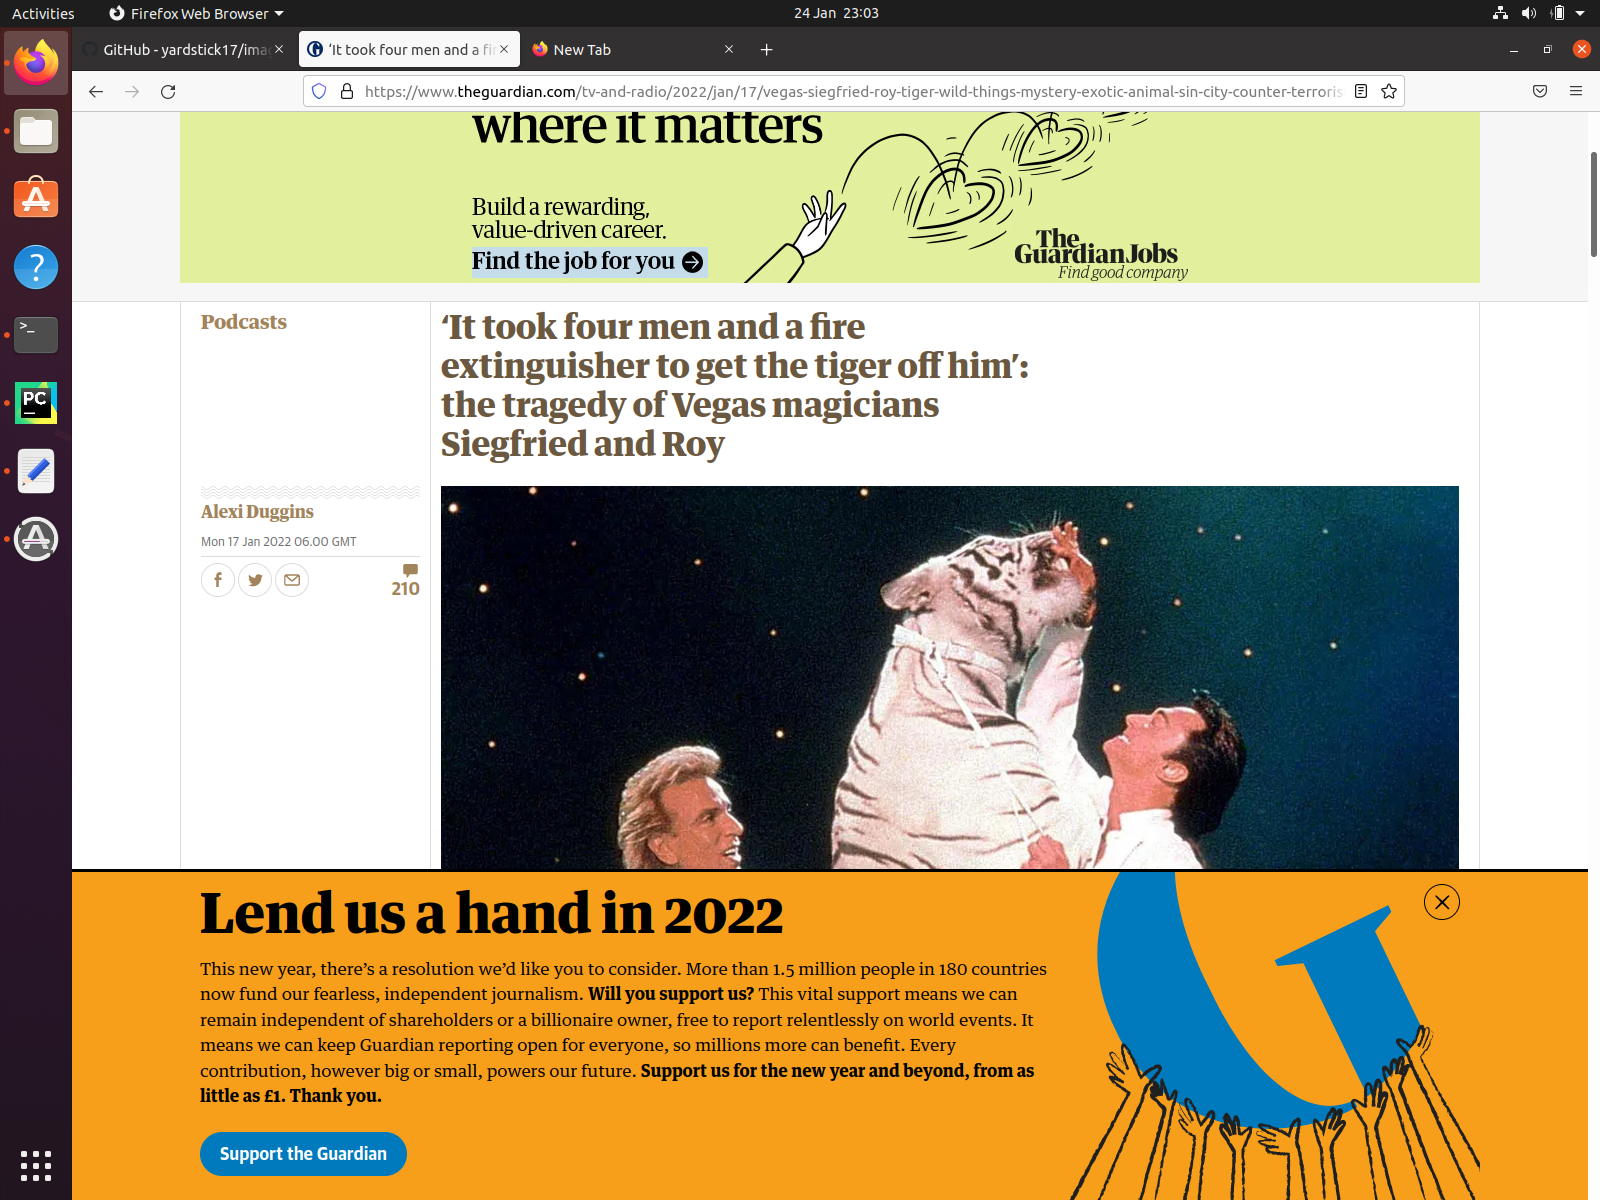 Activities
Firefox Web Browser
24 Jan 23:03
GitHub - yardstick17/ima
‘It took four men and a fi
New Tab
https://www.theguardian.com/tv-and-radio/2022/jan/17/vegas-siegfried-roy-tiger-wild-things-mystery-exotic-animal-sin-city-counter-terroris
where it matters
Build a rewarding,
value-driven career.
Find the job for you
The
Guardian Jobs
Find good company
Podcasts
‘It took four men and a fire
extinguisher to get the tiger off him’:
the tragedy of Vegas magicians
Siegfried and Roy
Alexi Duggins
Mon 17 Jan 2022 06.00 GMT
210
Lend us a hand in 2022
This new year, there’s a resolution we’d like you to consider. More than 1.5 million people in 180 countries
now fund our fearless, independent journalism. Will you support us? This vital support means we can
remain independent of shareholders or a billionaire owner, free to report relentlessly on world events. It
means we can keep Guardian reporting open for everyone, so millions more can benefit. Every
contribution, however big or small, powers our future. Support us for the new year and beyond, from as
little as £1. Thank you.
Support the Guardian
PC
>_